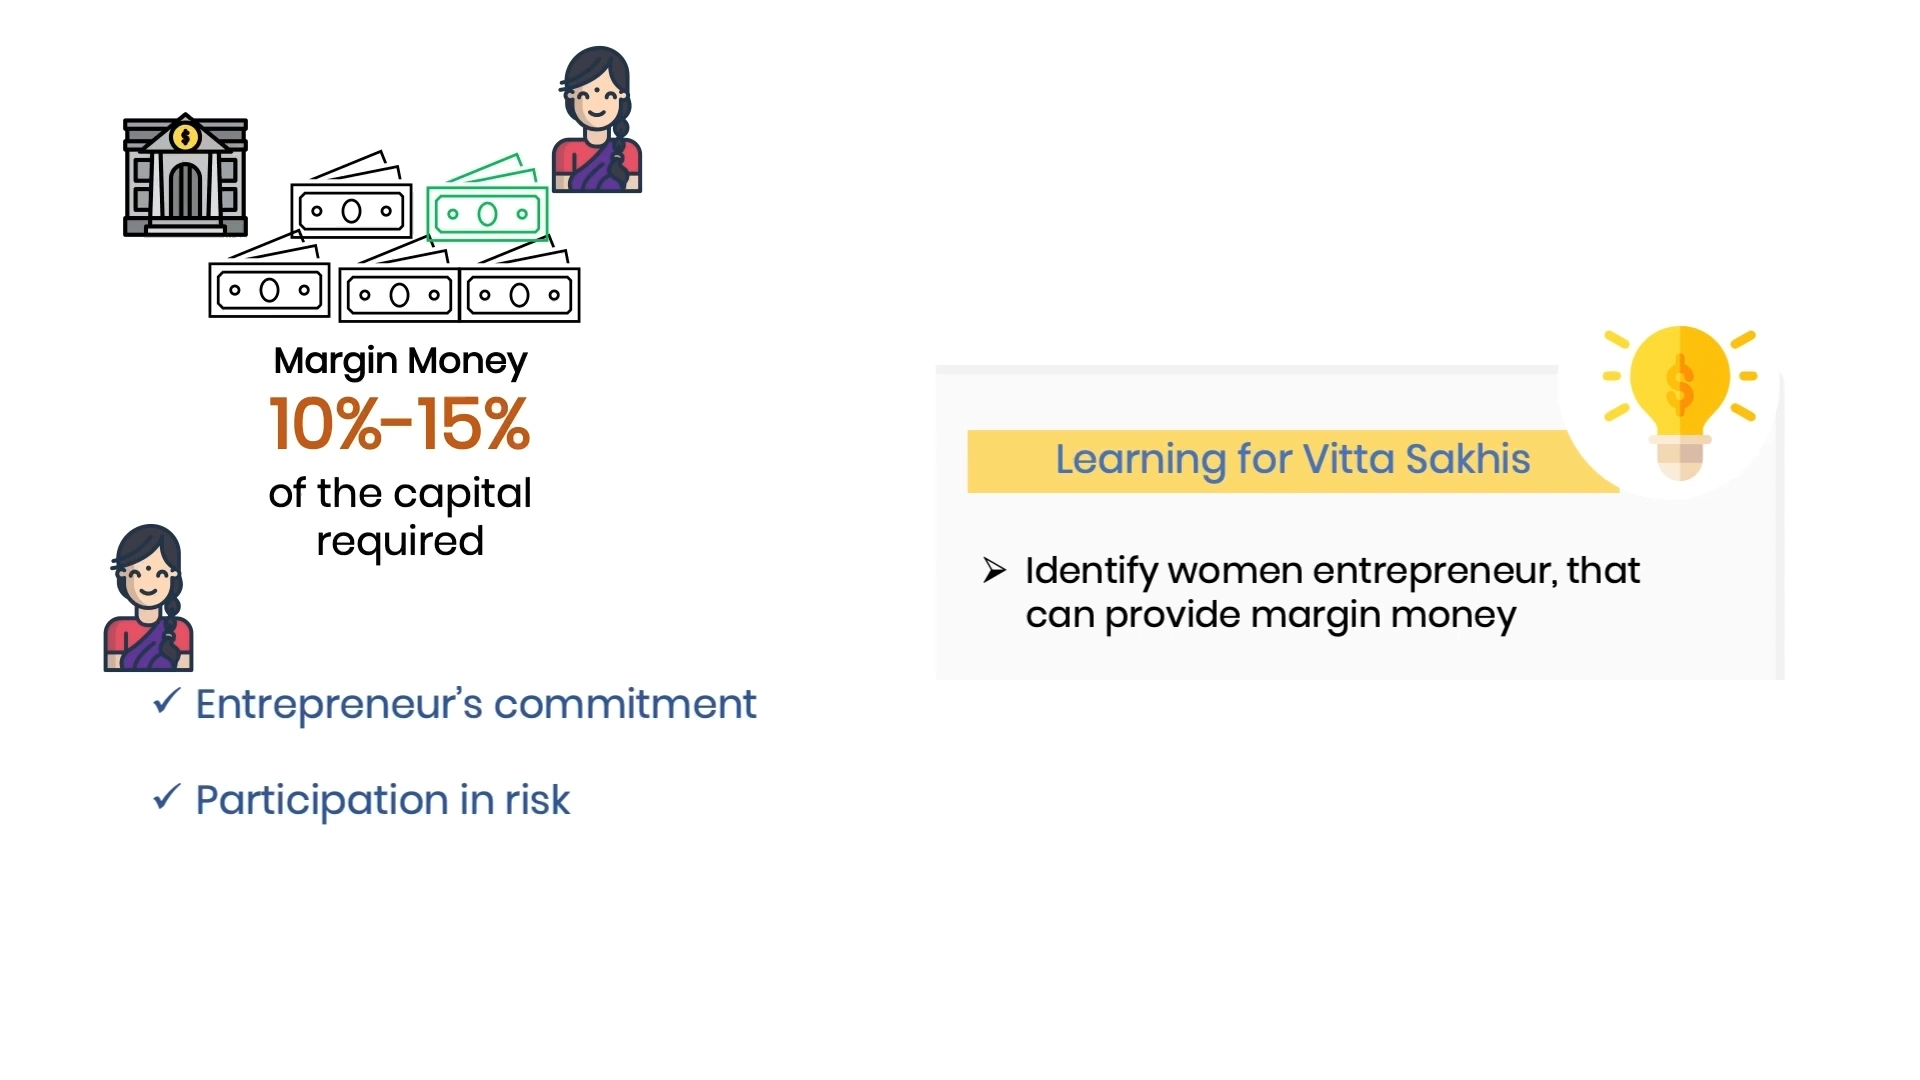 Margin Money
10%-15%
of the capital
required
✓ Entrepreneur's commitment
✓ Participation in risk
Learning for Vitta Sakhis
➢ Identify women entrepreneur, that
can provide margin money